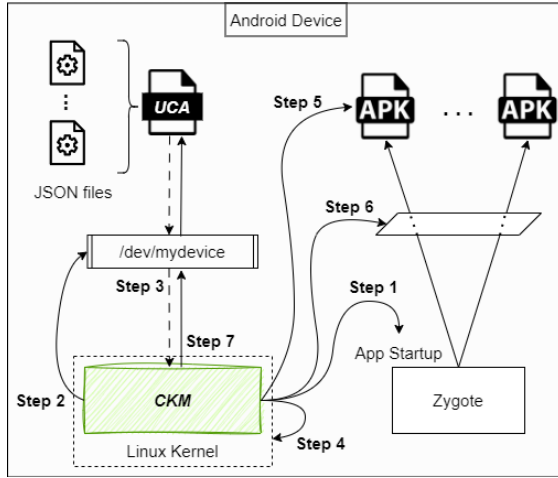 Android Device
UCA
JSON files
Step 5
APK
. . .
APK
Step 6
/dev/mydevice
Step 3
Step 1
Step 7
App Startup
Step 2
CKM
Zygote
Step 4
Linux Kernel